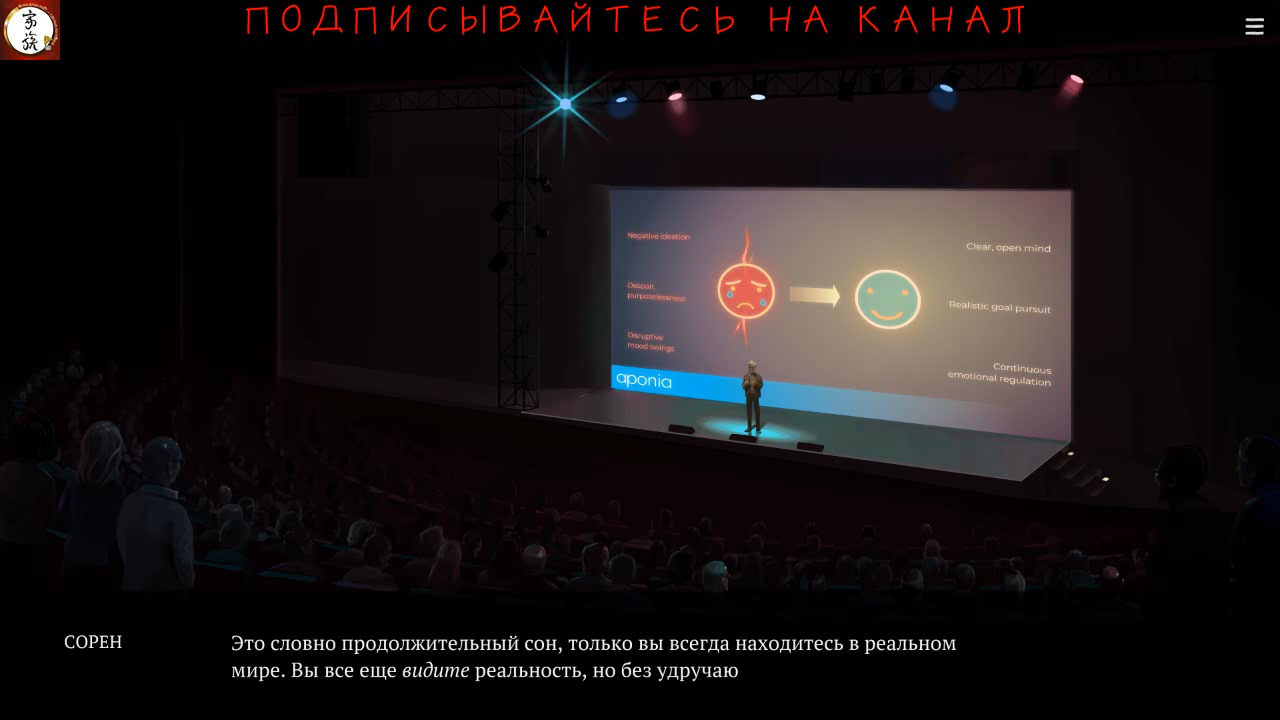 ПОДПИСЫВАЙТЕСЬ НА КАНАЛ
Negative ideation
Despair,
purposelessness
Disruptive
mood swings
Clear, open mind
Realistic goal pursuit
Continuous
emotional regulation
aponia
СОРЕН
Это словно продолжительный сон, только вы всегда находитесь в реальном
мире. Вы все еще видите реальность, но без удручаю